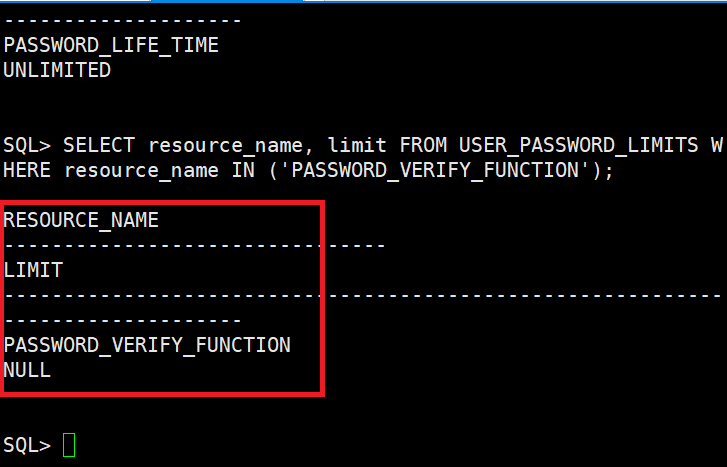 --------------------
PASSWORD_LIFE_TIME
UNLIMITED
SQL> SELECT resource_name, limit FROM USER_PASSWORD_LIMITS W
HERE resource_name IN ('PASSWORD_VERIFY_FUNCTION');
RESOURCE_NAME
--------------------------------
LIMIT
------------------------------------------------------------
--------------------
PASSWORD_VERIFY_FUNCTION
NULL
SQL>